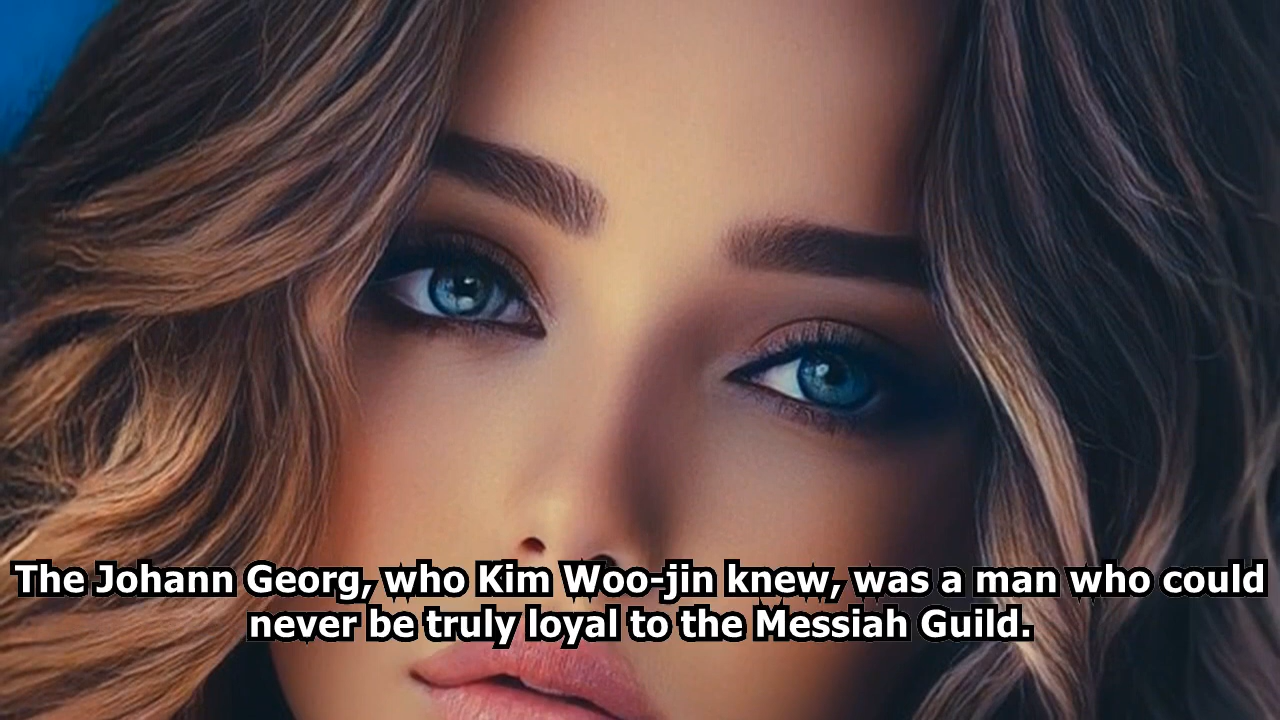 The Johann Georg, who Kim Woo-jin knew, was a man who could
never be truly loyal to the Messiah Guild.